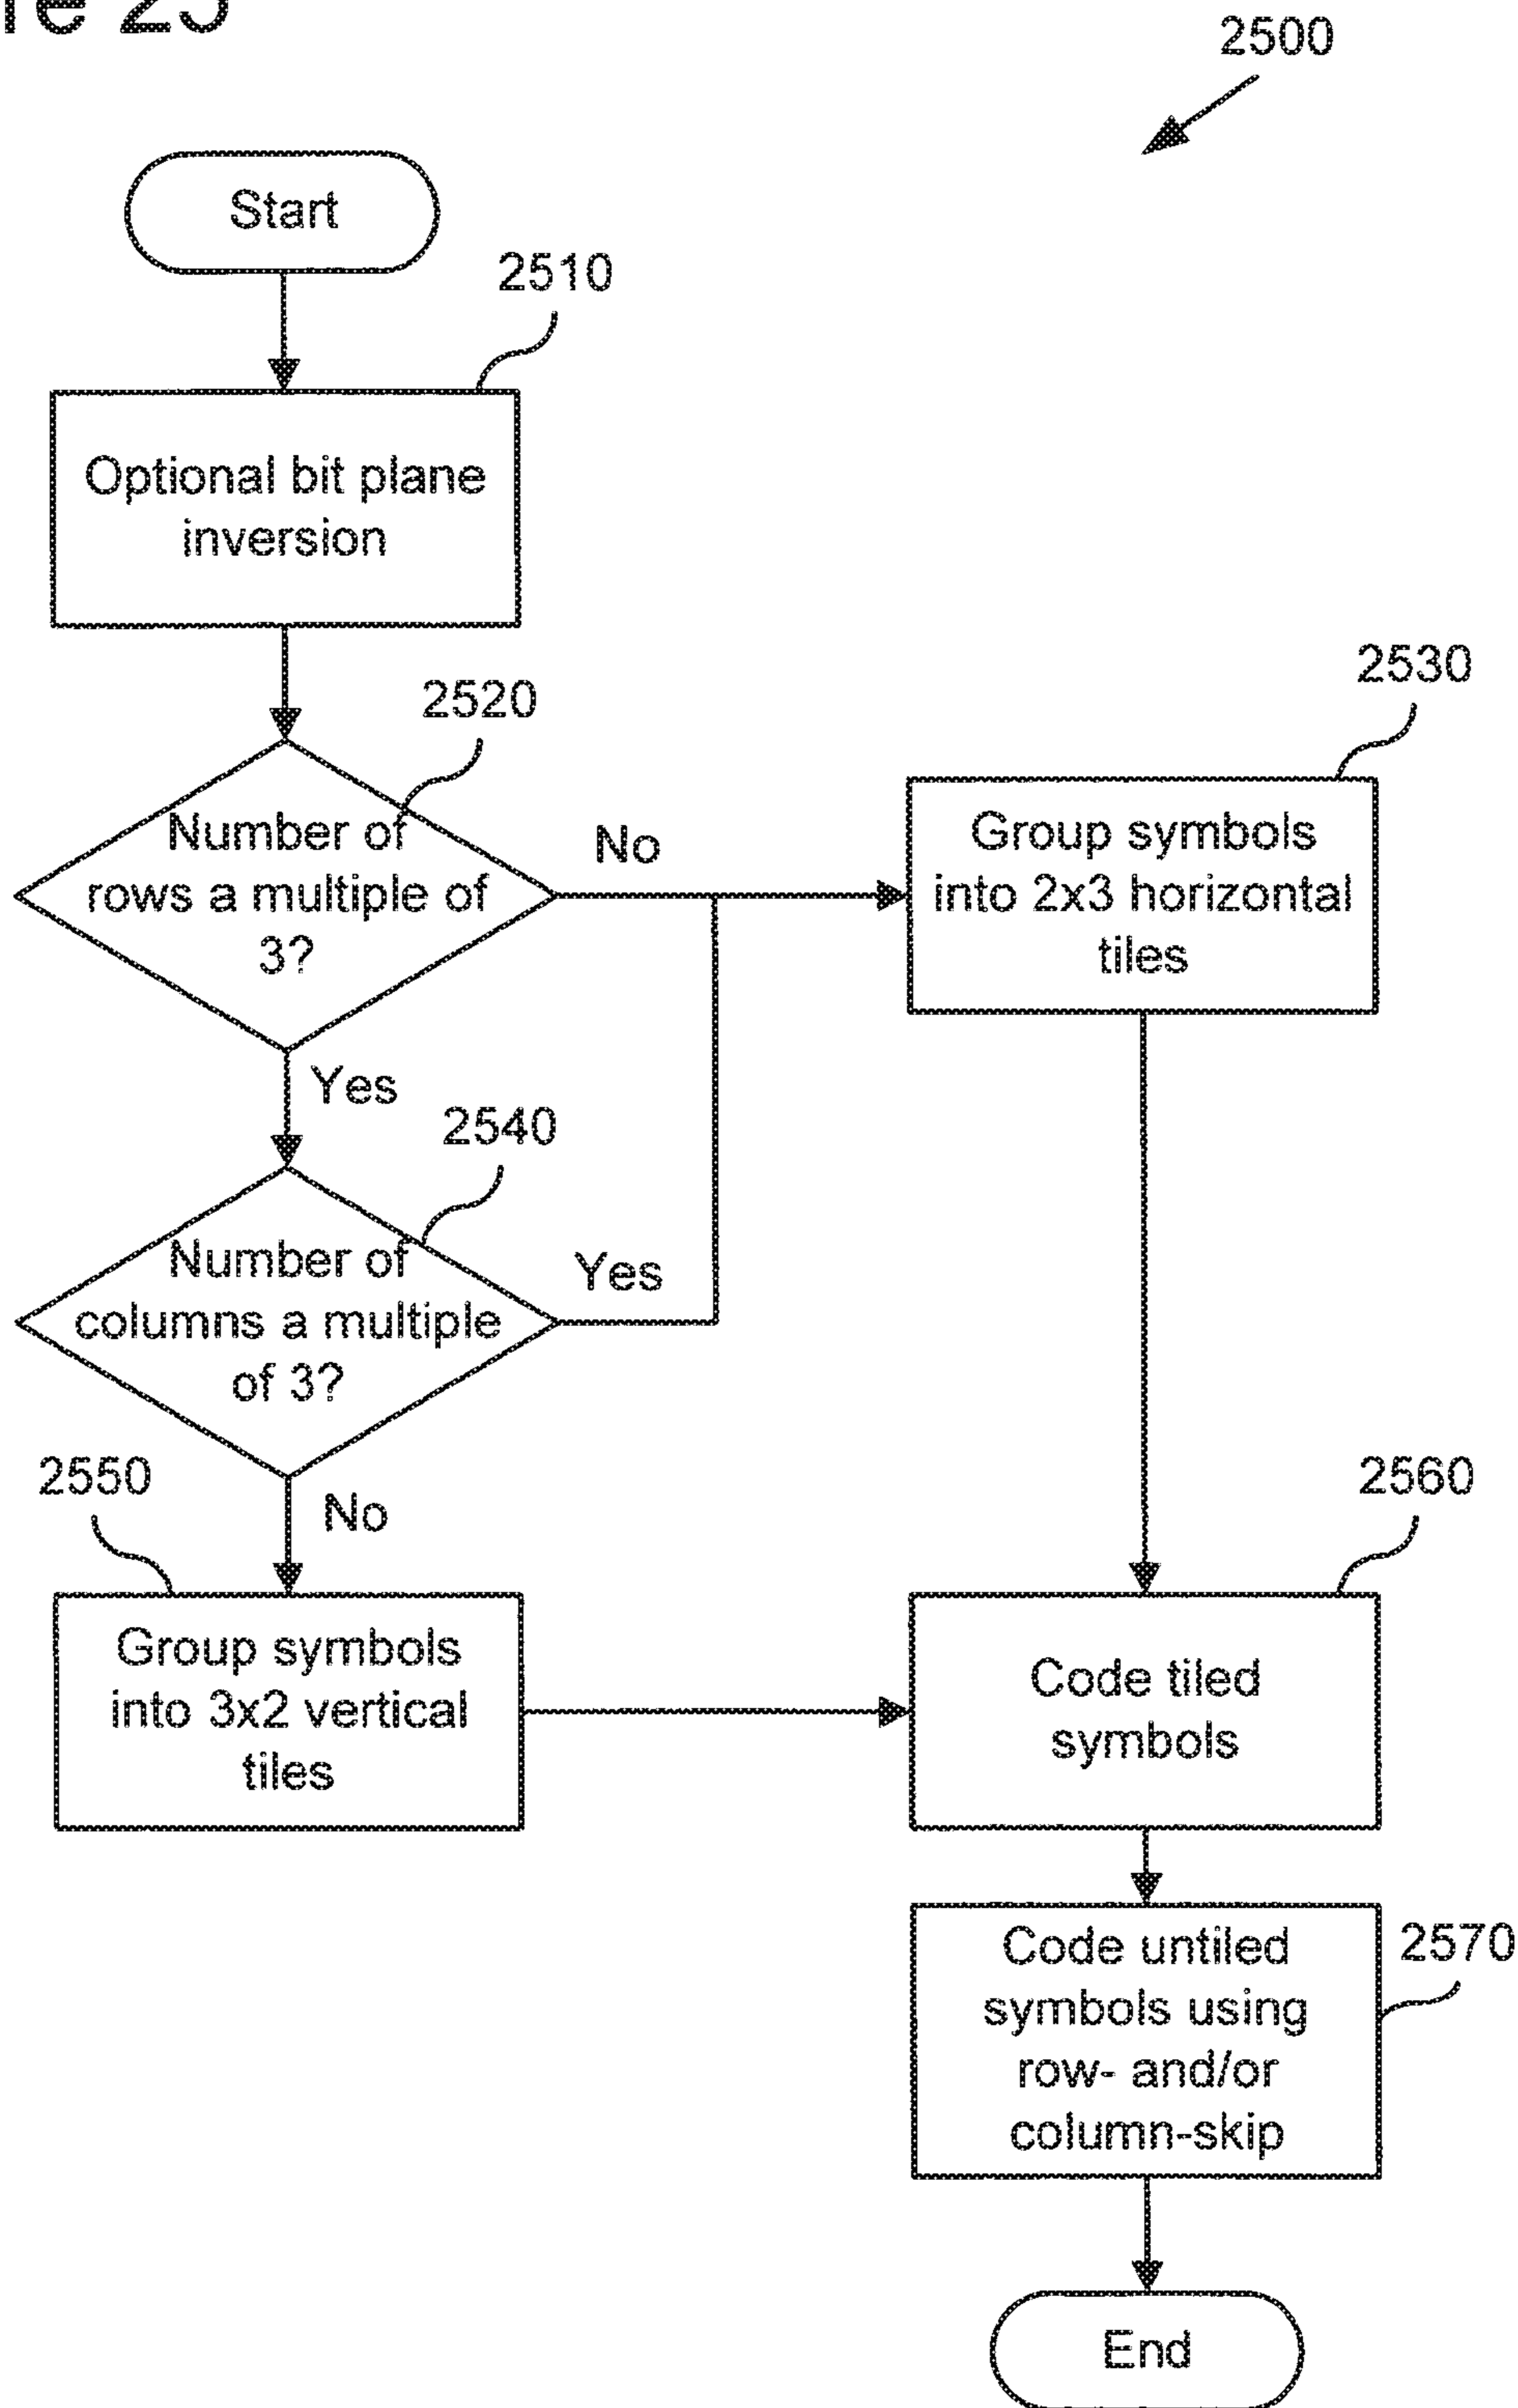 2500
Start
2510
Optional bit plane
inversion
2520
Number of
rows a multiple of
3?
No
2530
Group symbols
into 2x3 horizontal
tiles
Yes
2540
Number of
columns a multiple
of 3?
Yes
2550
No
Group symbols
into 3x2 vertical
tiles
2560
Code tiled
symbols
2570
Code untiled
symbols using
row- and/or
column-skip
End